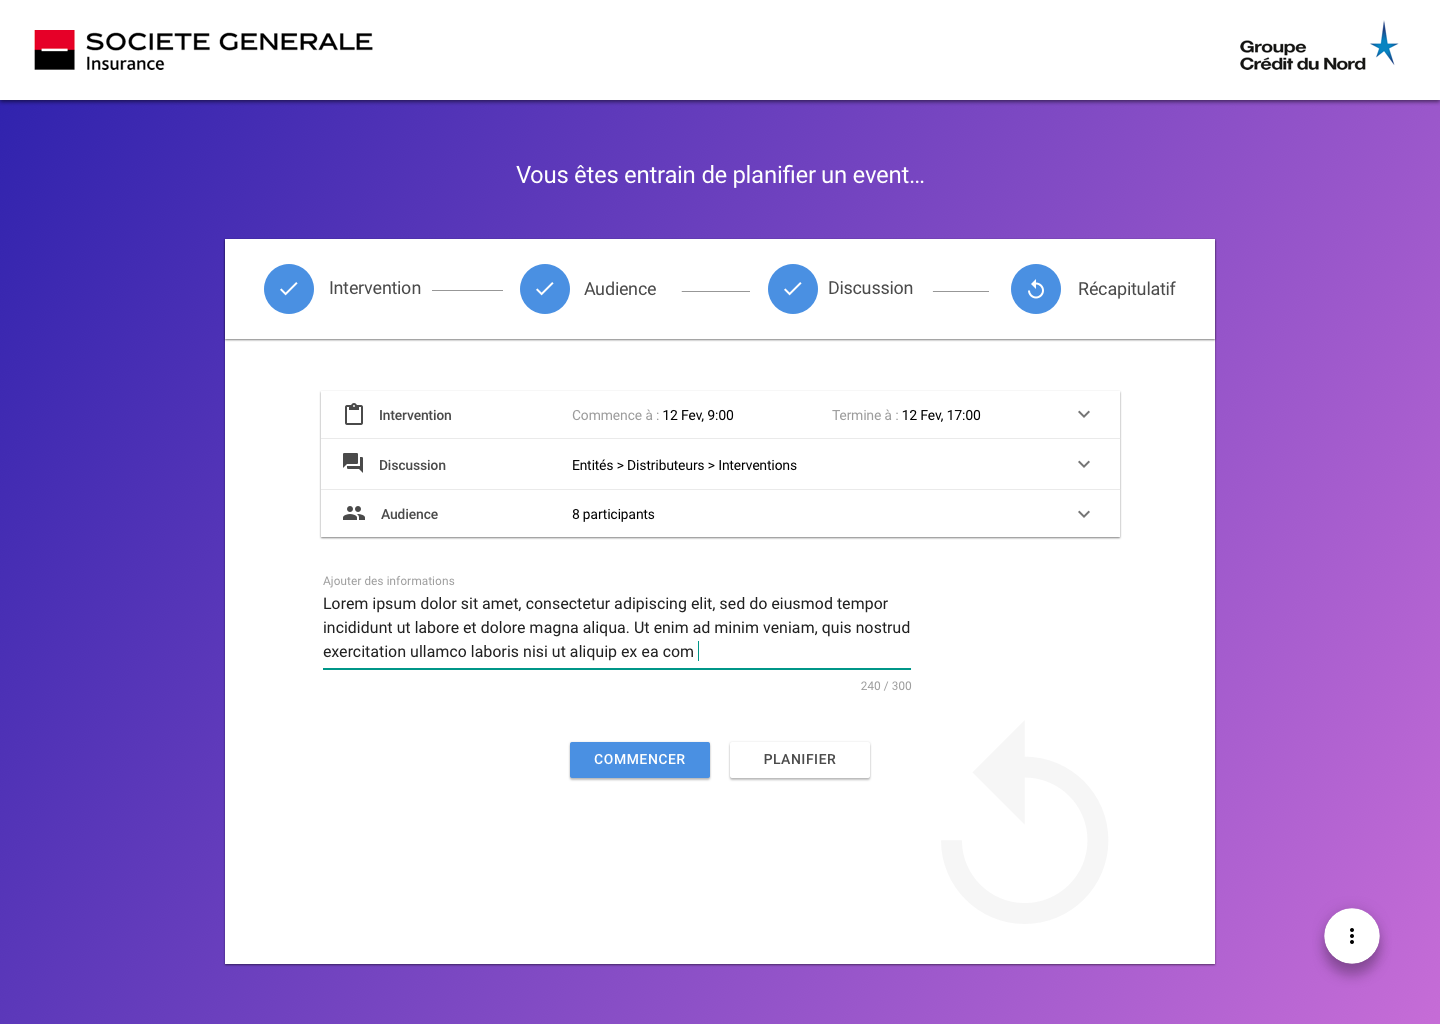 SOCIETE GENERALE
Insurance
Groupe
Crédit du Nord
Vous êtes entrain de planifier un event...
Intervention
Audience
Discussion
Récapitulatif
Intervention Commence à : 12 Fev, 9:00 Termine à : 12 Fev, 17:00
Discussion Entités > Distributeurs > Interventions
Audience 8 participants
Ajouter des informations
Lorem ipsum dolor sit amet, consectetur adipiscing elit, sed do eiusmod tempor
incididunt ut labore et dolore magna aliqua. Ut enim ad minim veniam, quis nostrud
exercitation ullamco laboris nisi ut aliquip ex ea com
240 / 300
COMMENCER PLANIFIER